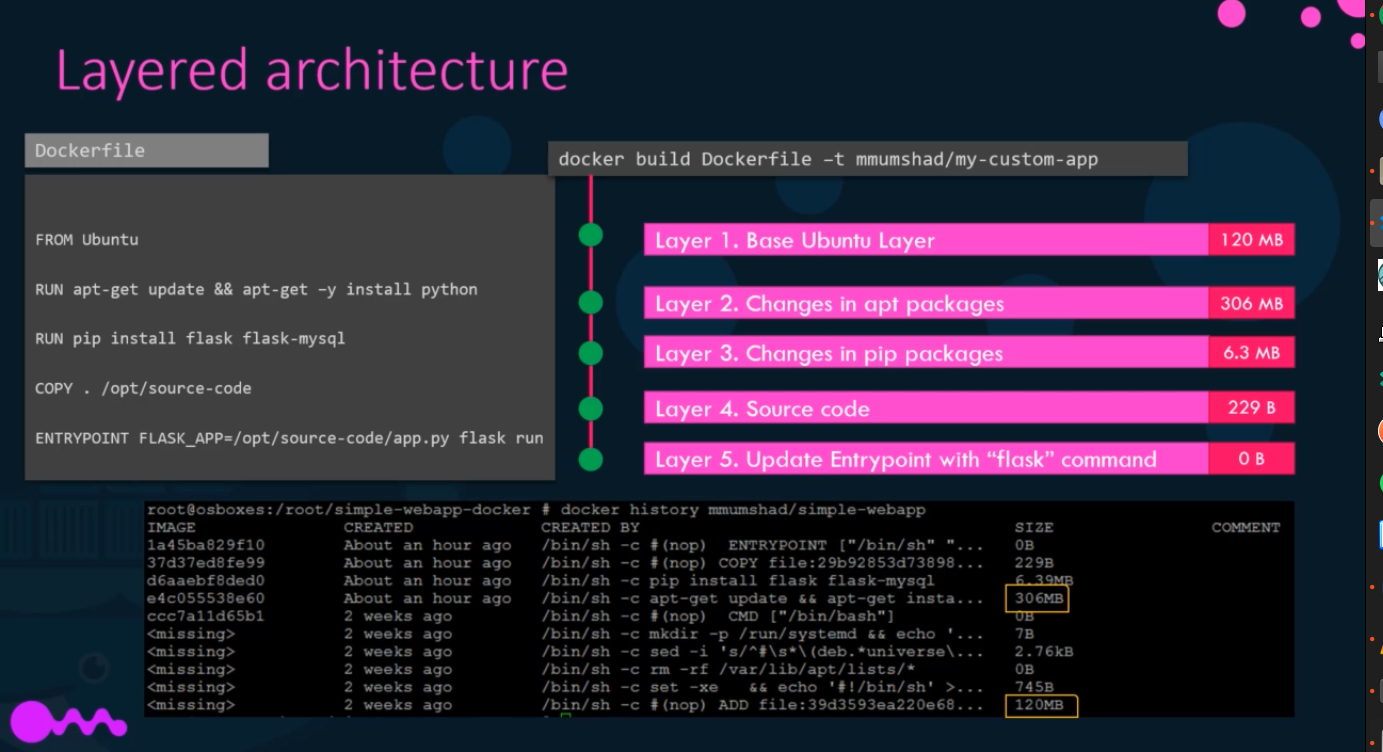 Layered architecture
Dockerfile
docker build Dockerfile –t mmumshad/my-custom-app
FROM Ubuntu
RUN apt-get update && apt-get –y install python
RUN pip install flask flask-mysql
COPY . /opt/source-code
ENTRYPOINT FLASK_APP=/opt/source-code/app.py flask run
Layer 1. Base Ubuntu Layer 120 MB
Layer 2. Changes in apt packages 306 MB
Layer 3. Changes in pip packages 6.3 MB
Layer 4. Source code 229 B
Layer 5. Update Entrypoint with “flask” command 0 B
root@osboxes:/root/simple-webapp-docker # docker history mmumshad/simple-webapp
IMAGE CREATED CREATED BY SIZE COMMENT
1a45ba829f10 About an hour ago /bin/sh -c #(nop) ENTRYPOINT ["/bin/sh" "... 0B
37d37ed8fe99 About an hour ago /bin/sh -c #(nop) COPY file:29b92853d73898... 229B
d6aaebf8ded0 About an hour ago /bin/sh -c pip install flask flask-mysql 6.39MB
e4c055538e60 About an hour ago /bin/sh -c apt-get update && apt-get insta... 306MB
ccc7a11d65b1 2 weeks ago /bin/sh -c #(nop) CMD ["/bin/bash"] 0B
<missing> 2 weeks ago /bin/sh -c mkdir -p /run/systemd && echo '... 7B
<missing> 2 weeks ago /bin/sh -c sed -i 's/^#\s*\(deb.*universe\... 2.76kB
<missing> 2 weeks ago /bin/sh -c rm -rf /var/lib/apt/lists/* 0B
<missing> 2 weeks ago /bin/sh -c set -xe && echo '#!/bin/sh' >... 745B
<missing> 2 weeks ago /bin/sh -c #(nop) ADD file:39d3593ea220e68... 120MB